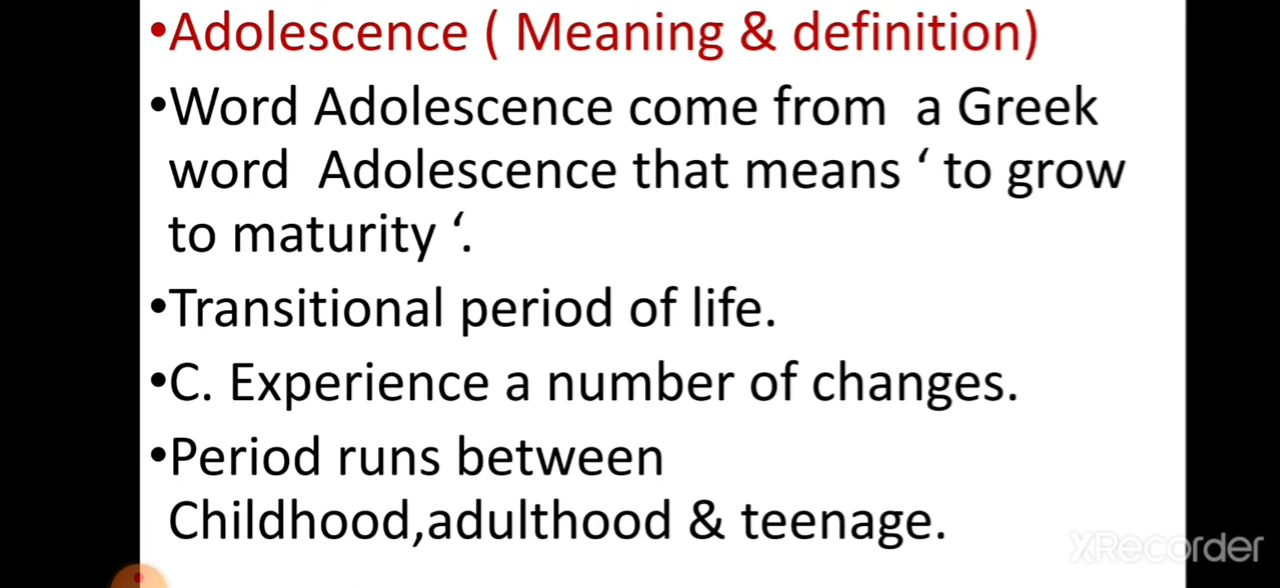 •Adolescence ( Meaning & definition)
•Word Adolescence come from a Greek
word Adolescence that means ‘ to grow
to maturity ‘.
•Transitional period of life.
•C. Experience a number of changes.
•Period runs between
Childhood,adulthood & teenage.
XRecorder